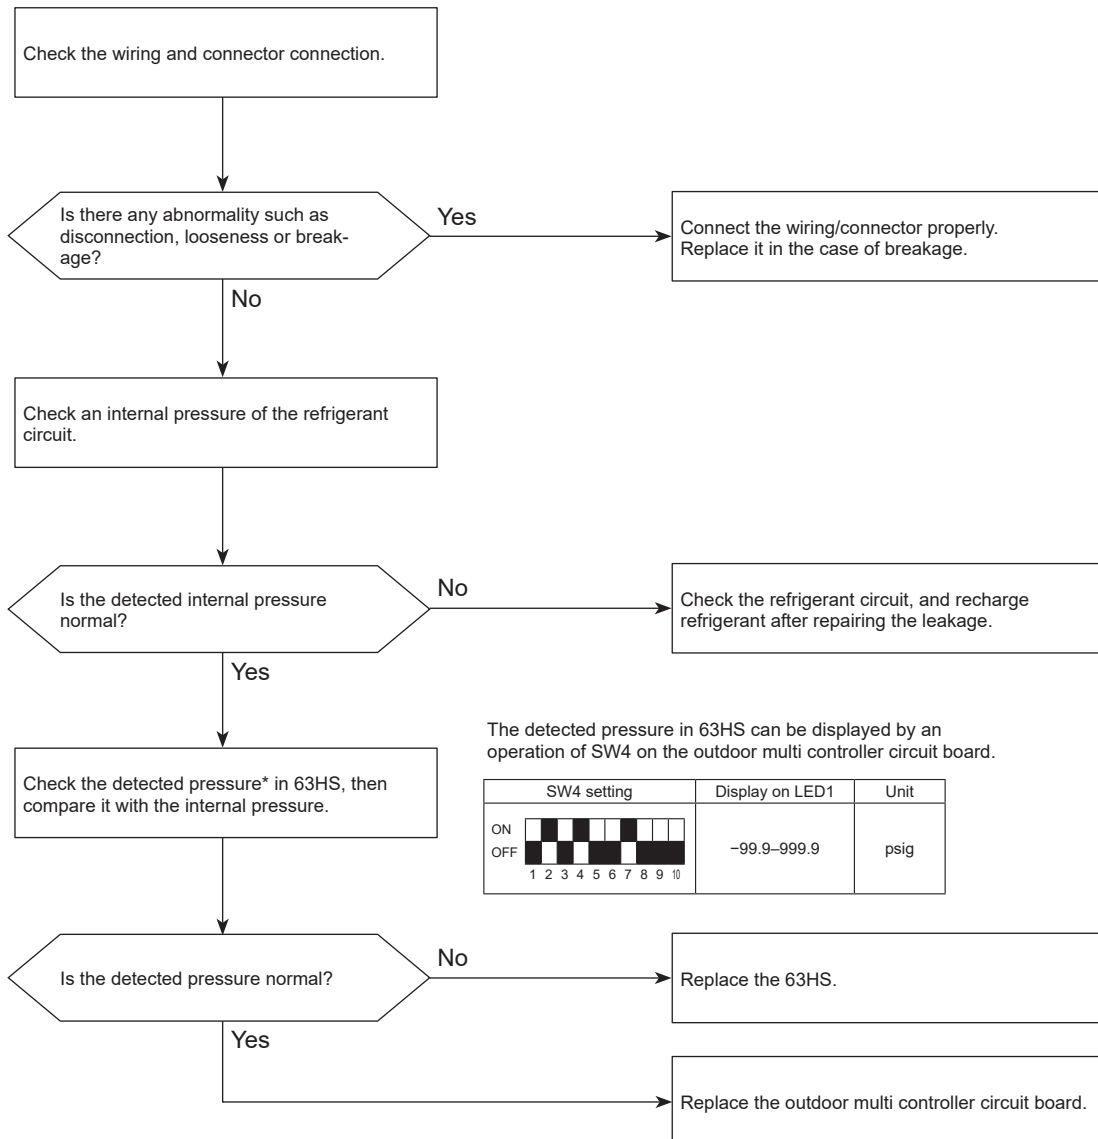 Check the wiring and connector connection.
Is there any abnormality such as
disconnection, looseness or break-
age?
Yes
Connect the wiring/connector properly.
Replace it in the case of breakage.
No
Check an internal pressure of the refrigerant
circuit.
Is the detected internal pressure
normal?
No
Check the refrigerant circuit, and recharge
refrigerant after repairing the leakage.
Yes
The detected pressure in 63HS can be displayed by an
operation of SW4 on the outdoor multi controller circuit board.
Check the detected pressure* in 63HS, then
compare it with the internal pressure.
SW4 setting Display on LED1 Unit
ON
OFF
1 2 3 4 5 6 7 8 9 10
−99.9–999.9
psig
Is the detected pressure normal?
No
Replace the 63HS.
Yes
Replace the outdoor multi controller circuit board.